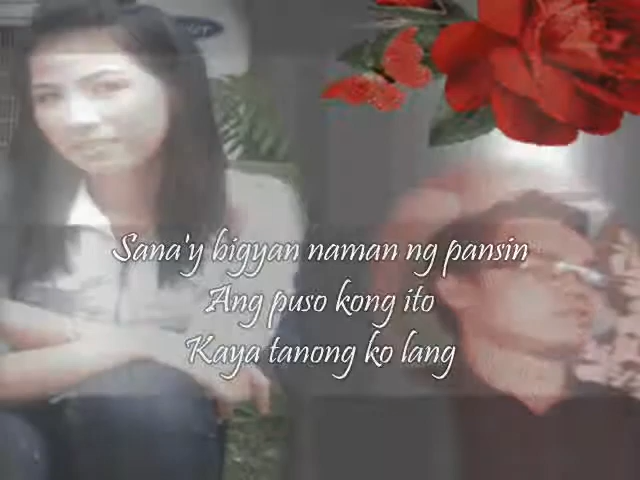 Sana'y bigyan naman ng pansin
Ang puso kong ito
Kaya tanong ko lang